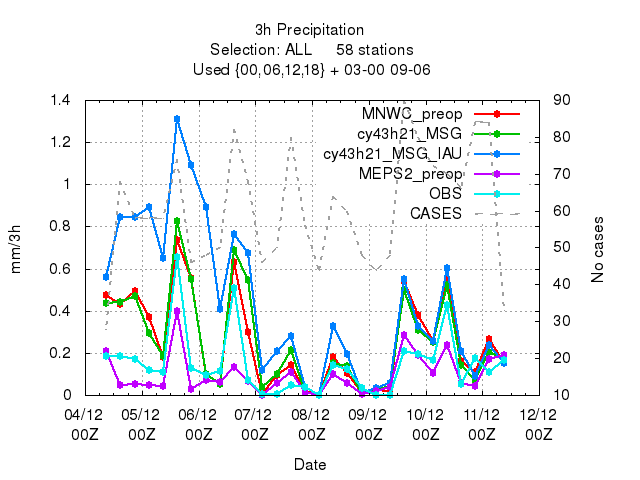 3h Precipitation
Selection: ALL 58 stations
Used {00,06,12,18} + 03-00 09-06
1.4
1.2
1
0.8
0.6
0.4
0.2
0
90
80
70
60
50
40
30
20
10
MNWC_preop
cy43h21_MSG
cy43h21_MSG_IAU
MEPS2_preop
OBS
CASES
mm/3h
No cases
04/12 05/12 06/12 07/12 08/12 09/12 10/12 11/12 12/12
00Z 00Z 00Z 00Z 00Z 00Z 00Z 00Z 00Z
Date